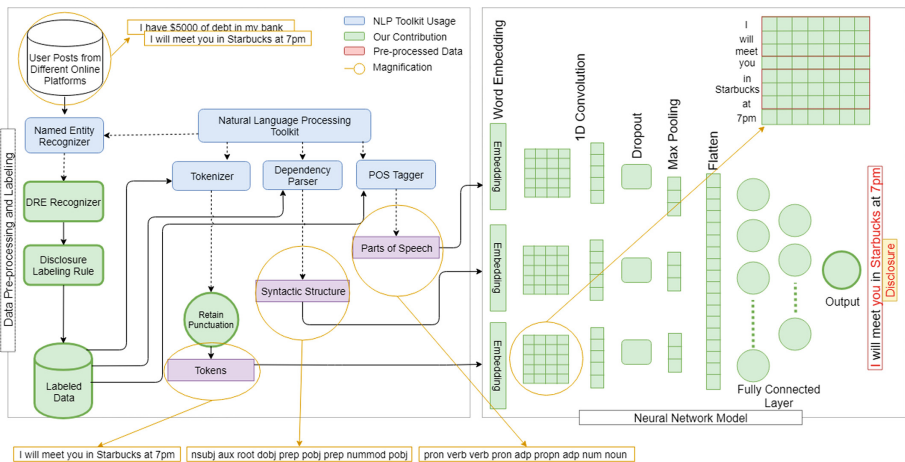 I have $5000 of debt in my bank
I will meet you in Starbucks at 7pm
User Posts from
Different Online
Platforms
NLP Toolkit Usage
Our Contribution
Pre-processed Data
Magnification
Data Pre-processing and Labeling
Named Entity
Recognizer
Natural Language Processing
Toolkit
Tokenizer
Dependency
Parser
POS Tagger
DRE Recognizer
Disclosure
Labeling Rule
Parts of Speech
Syntactic Structure
Retain
Punctuation
Tokens
Labeled
Data
I will meet you in Starbucks at 7pm
nsubj aux root dobj prep pobj prep nummod pobj
pron verb verb pron adp propn adp num noun
Word Embedding
1D Convolution
Dropout
Max Pooling
Flatten
Embedding
Embedding
Embedding
I
will
meet
you
in
Starbucks
at
7pm
Output
Fully Connected
Layer
Neural Network Model
I will meet you in Starbucks at 7pm
Disclosure